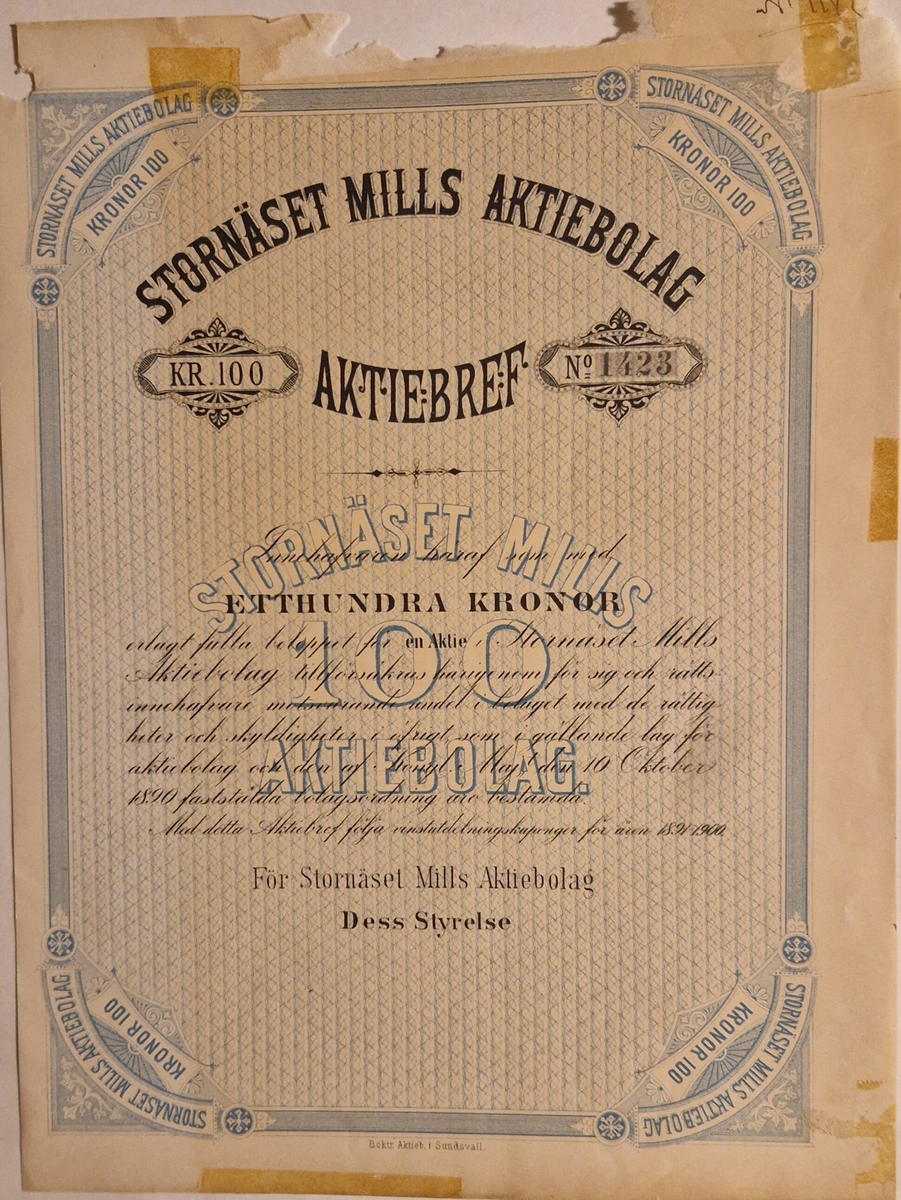 STORNÄSET MILLS AKTIEBOLAG
KRONOR 100
STORNÄSET MILLS AKTIEBOLAG
KRONOR 100
STORNÄSET MILLS AKTIEBOLAG
KR. 100
AKTIEBREF
No 1423
STORNÄSET MILLS
100
AKTIEBOLAG.
Innehafvaren häraf som med
ETTHUNDRA KRONOR
erlagt fulla beloppet för en Aktie i Stornäset Mills
Aktiebolag tillförsäkras härigenom för sig och rätts-
innehafvare motsvarande andel i bolaget med de rättig
heter och skyldigheter i öfrigt, som i gällande lag för
aktiebolag och den af Kongl. Maj:t den 10 Oktober
1890 fastställda bolagsordning äro bestämda.
Med detta Aktiebref följa vinstutdelningskuponger för åren 1891-1900.
För Stornäset Mills Aktiebolag
Dess Styrelse
STORNÄSET MILLS AKTIEBOLAG
KRONOR 100
STORNÄSET MILLS AKTIEBOLAG
KRONOR 100
Boktr. Aktieb. i Sundsvall.